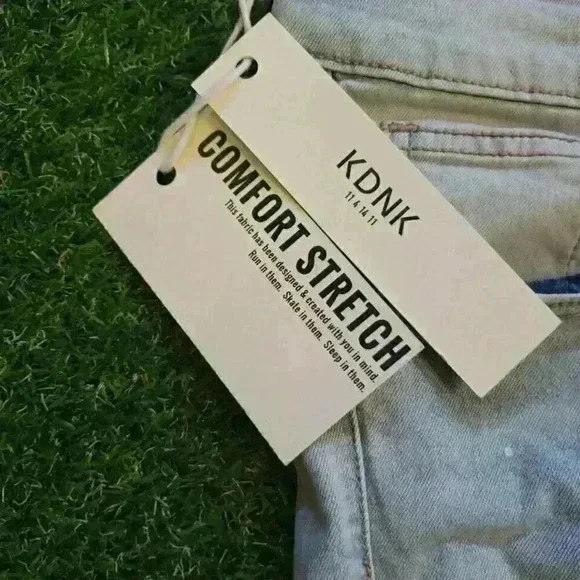 KDNK
11 4 14 11
COMFORT STRETCH
This fabric has been designed & created with you in mind.
Run in them. Skate in them. Sleep in them.